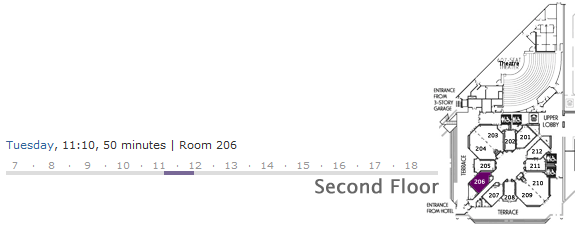 Theatre
ENTRANCE
FROM
3-STORY
GARAGE
UPPER
LOBBY
203
202
201
204
212
205
211
TERRACE
206
210
207
208
209
ENTRANCE
FROM HOTEL
TERRACE
Tuesday, 11:10, 50 minutes | Room 206
7 · 8 · 9 · 10 · 11 · 12 · 13 · 14 · 15 · 16 · 17 · 18 ·
Second Floor